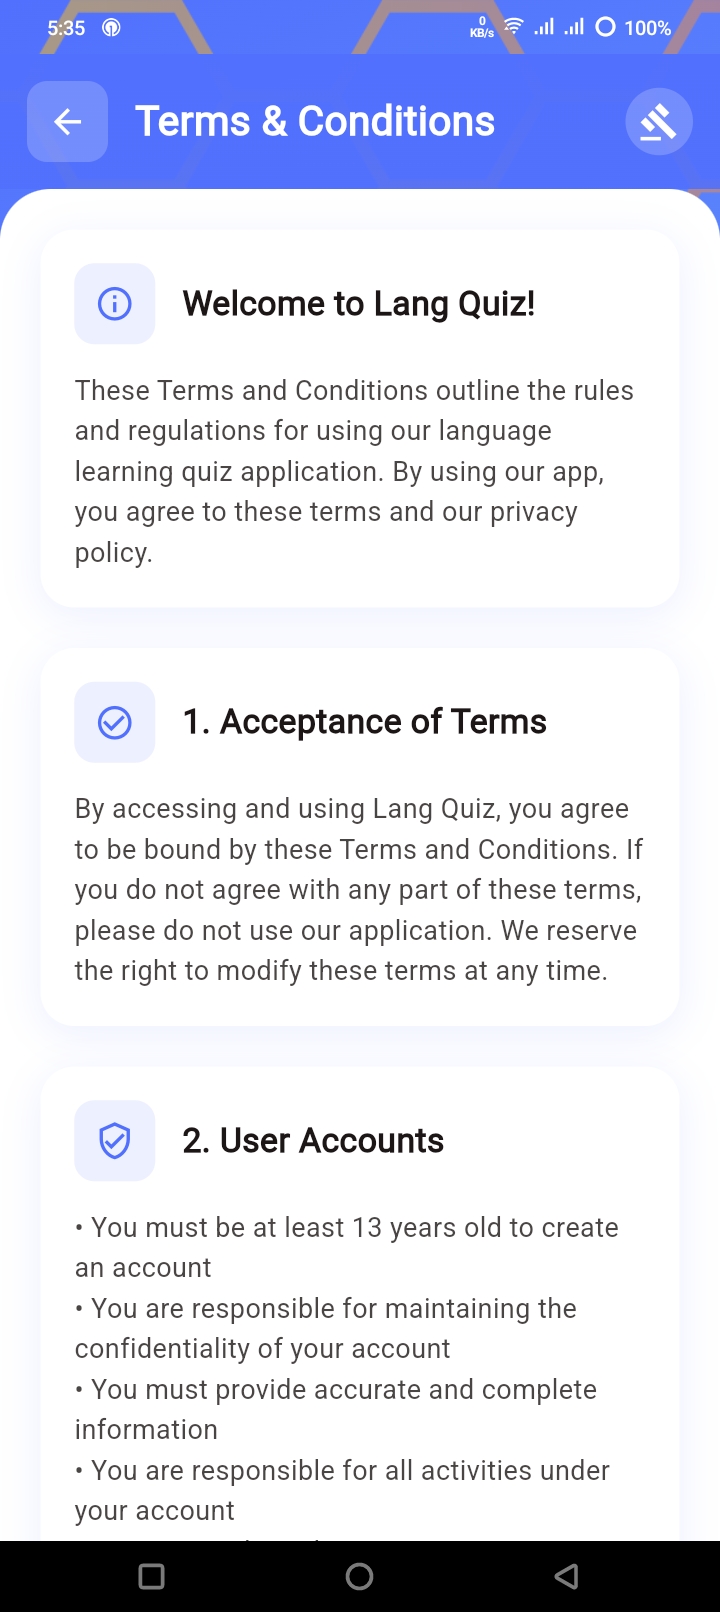 5:35
0
KB/s
100%
Terms & Conditions
Welcome to Lang Quiz!
These Terms and Conditions outline the rules
and regulations for using our language
learning quiz application. By using our app,
you agree to these terms and our privacy
policy.
1. Acceptance of Terms
By accessing and using Lang Quiz, you agree
to be bound by these Terms and Conditions. If
you do not agree with any part of these terms,
please do not use our application. We reserve
the right to modify these terms at any time.
2. User Accounts
• You must be at least 13 years old to create
an account
• You are responsible for maintaining the
confidentiality of your account
• You must provide accurate and complete
information
• You are responsible for all activities under
your account